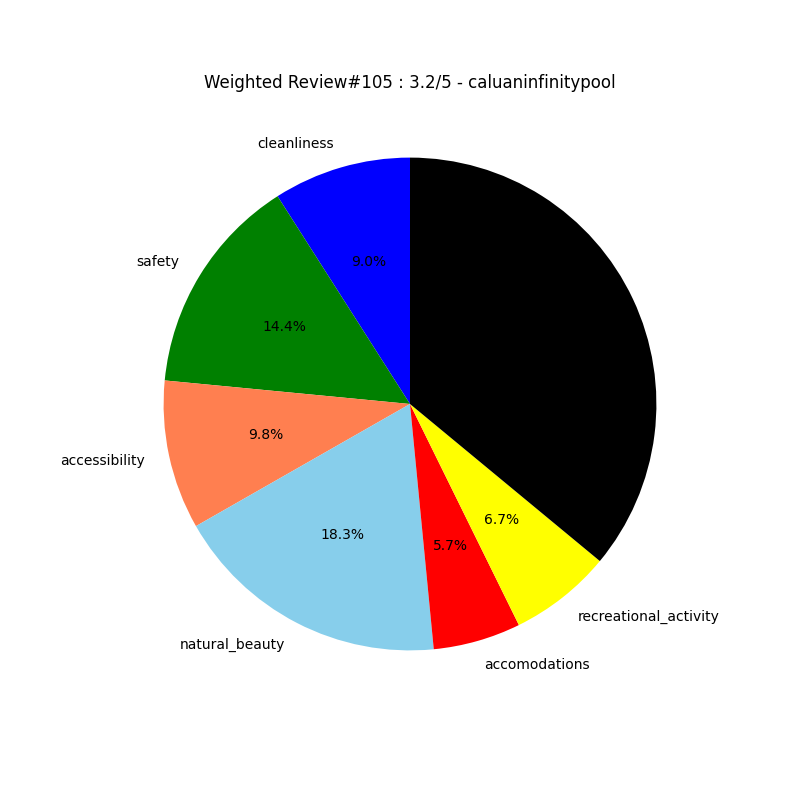 Weighted Review#105 : 3.2/5 - caluaninfinitypool
cleanliness
9.0%
safety
14.4%
accessibility
9.8%
natural_beauty
18.3%
accomodations
5.7%
recreational_activity
6.7%